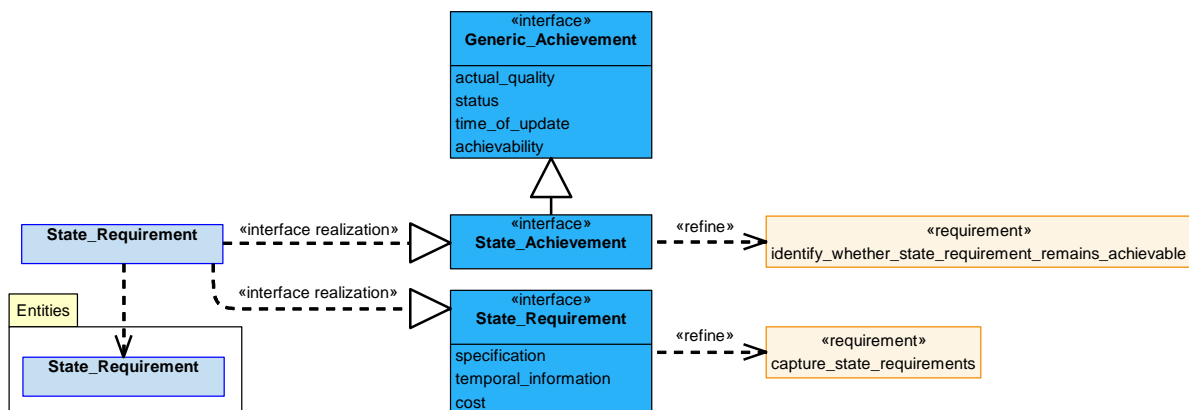 «interface»
Generic_Achievement
actual_quality
status
time_of_update
achievability
State_Requirement
«interface realization»
«interface»
State_Achievement
«refine»
«requirement»
identify_whether_state_requirement_remains_achievable
«interface realization»
«interface»
State_Requirement
specification
temporal_information
cost
«refine»
«requirement»
capture_state_requirements
Entities
State_Requirement